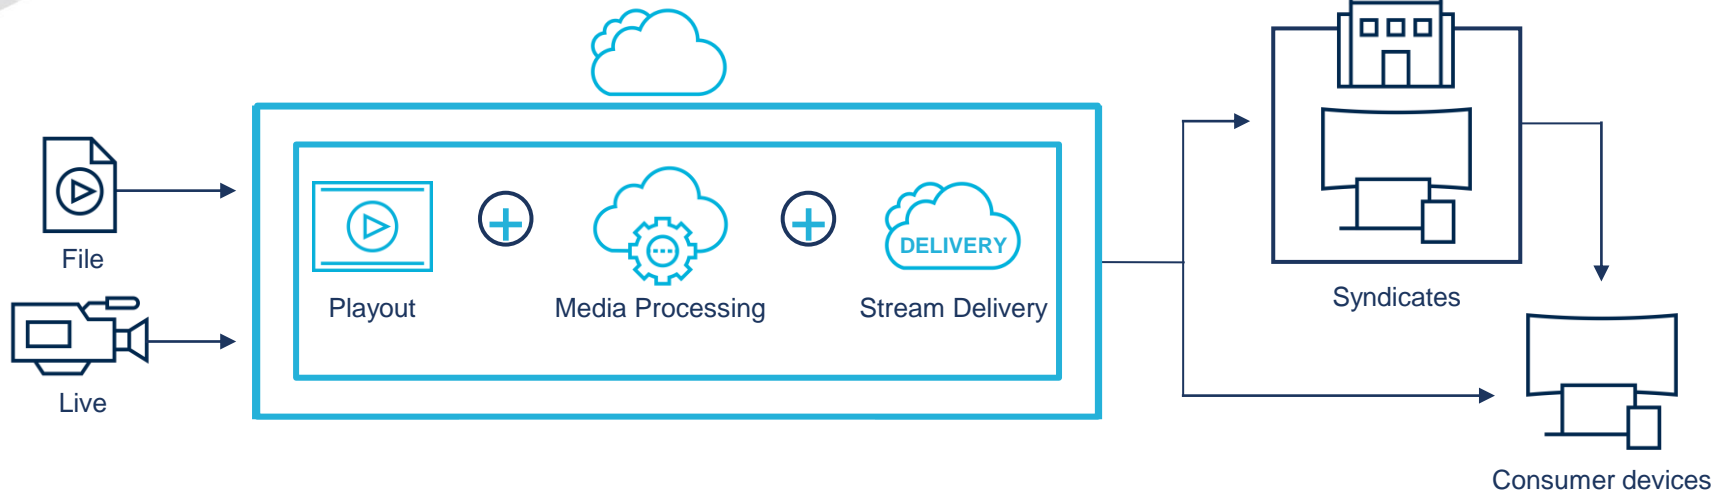 File
Live
DELIVERY
Playout
Media Processing
Stream Delivery
Syndicates
Consumer devices